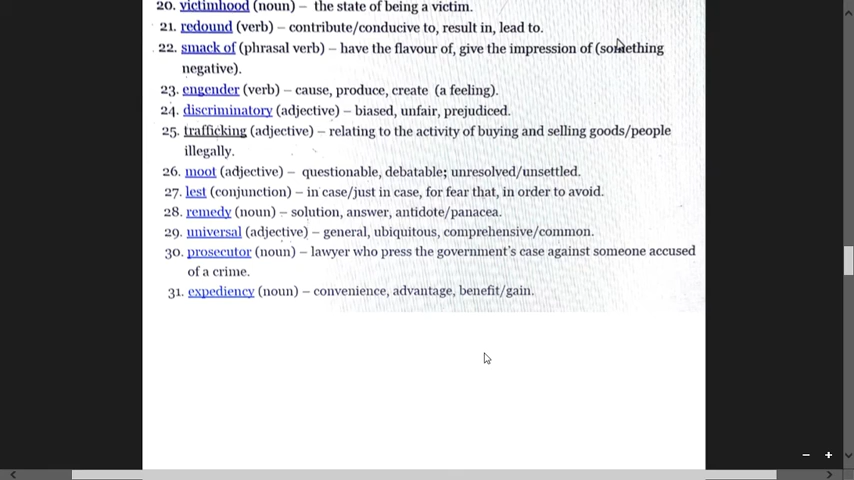 20. victimhood (noun) – the state of being a victim.
21. redound (verb) – contribute/conducive to, result in, lead to.
22. smack of (phrasal verb) – have the flavour of, give the impression of (something
negative).
23. engender (verb) – cause, produce, create (a feeling).
24. discriminatory (adjective) – biased, unfair, prejudiced.
25. trafficking (adjective) – relating to the activity of buying and selling goods/people
illegally.
26. moot (adjective) – questionable, debatable; unresolved/unsettled.
27. lest (conjunction) – in case/just in case, for fear that, in order to avoid.
28. remedy (noun) – solution, answer, antidote/panacea.
29. universal (adjective) – general, ubiquitous, comprehensive/common.
30. prosecutor (noun) – lawyer who press the government's case against someone accused
of a crime.
31. expediency (noun) – convenience, advantage, benefit/gain.